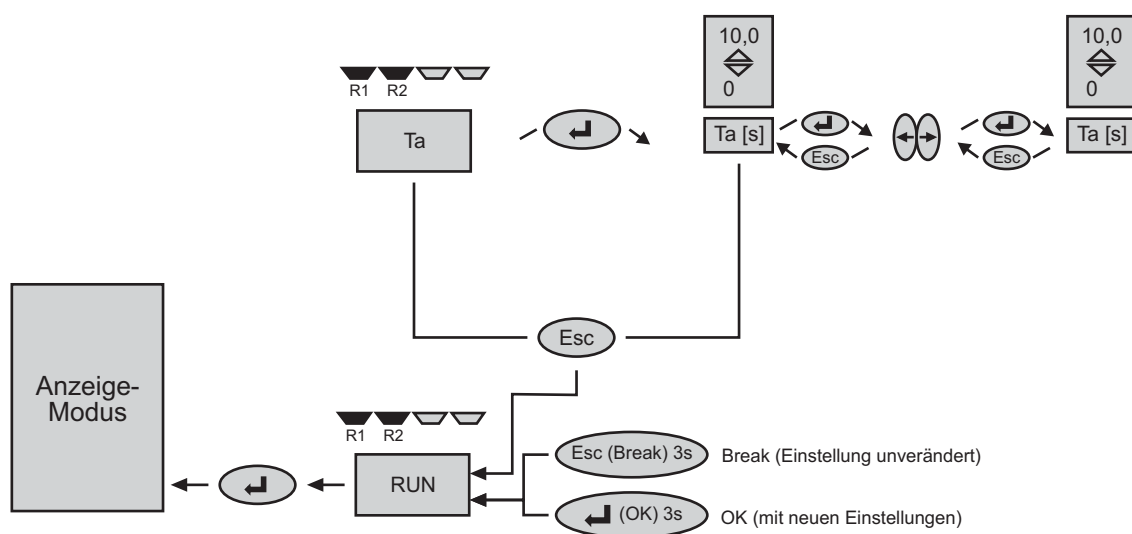 10,0
0
10,0
0
R1 R2
Ta
Ta [s]
Esc
Esc
Ta [s]
Esc
Anzeige-
Modus
R1 R2
RUN
Esc (Break) 3s
Break (Einstellung unverändert)
(OK) 3s
OK (mit neuen Einstellungen)